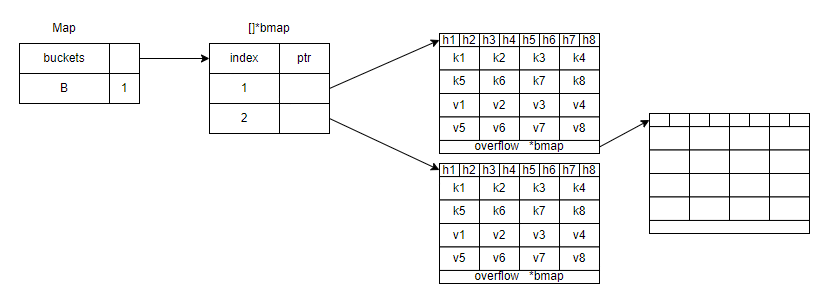 Map
buckets
B 1
[]*bmap
index ptr
1
2
h1 h2 h3 h4 h5 h6 h7 h8
k1 k2 k3 k4
k5 k6 k7 k8
v1 v2 v3 v4
v5 v6 v7 v8
overflow *bmap
h1 h2 h3 h4 h5 h6 h7 h8
k1 k2 k3 k4
k5 k6 k7 k8
v1 v2 v3 v4
v5 v6 v7 v8
overflow *bmap